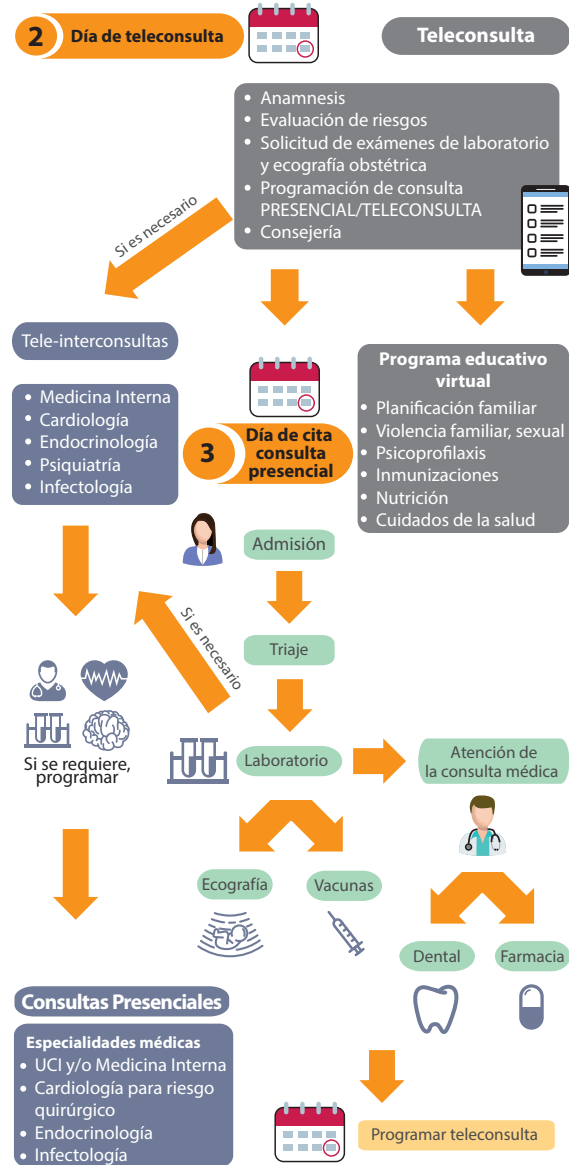 2 Día de teleconsulta
Teleconsulta
• Anamnesis
• Evaluación de riesgos
• Solicitud de exámenes de laboratorio
y ecografía obstétrica
• Programación de consulta
PRESENCIAL/TELECONSULTA
• Consejería
Si es necesario
Tele-interconsultas
• Medicina Interna
• Cardiología
• Endocrinología
• Psiquiatría
• Infectología
3 Día de cita
consulta
presencial
Programa educativo
virtual
• Planificación familiar
• Violencia familiar, sexual
• Psicoprofilaxis
• Inmunizaciones
• Nutrición
• Cuidados de la salud
Admisión
Triaje
Si es necesario
Si se requiere,
programar
Laboratorio
Atención de
la consulta médica
Ecografía
Vacunas
Dental
Farmacia
Consultas Presenciales
Especialidades médicas
• UCI y/o Medicina Interna
• Cardiología para riesgo
quirúrgico
• Endocrinología
• Infectología
Programar teleconsulta